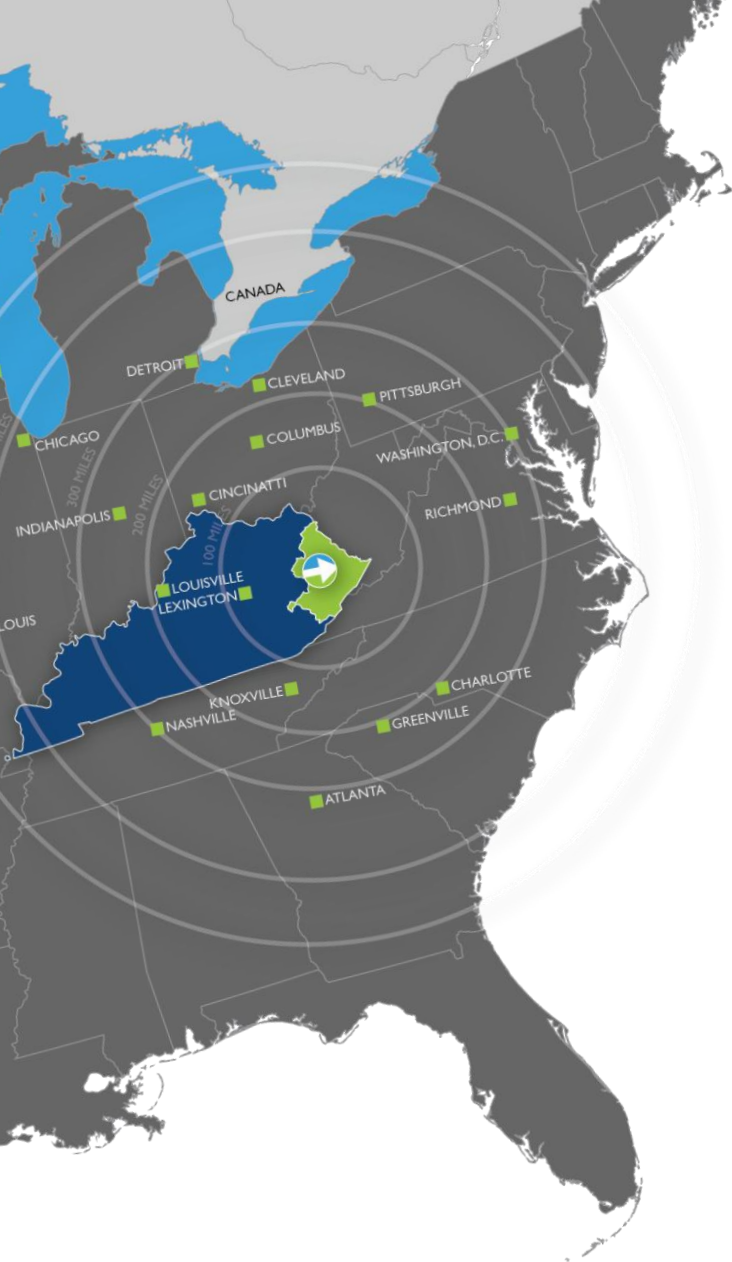 CANADA
DETROIT
CLEVELAND
PITTSBURGH
CHICAGO
COLUMBUS
WASHINGTON, D.C.
300 MILES
200 MILES
CINCINATTI
INDIANAPOLIS
RICHMOND
100 MILES
LOUISVILLE
LEXINGTON
LOUIS
KNOXVILLE
CHARLOTTE
NASHVILLE
GREENVILLE
ATLANTA